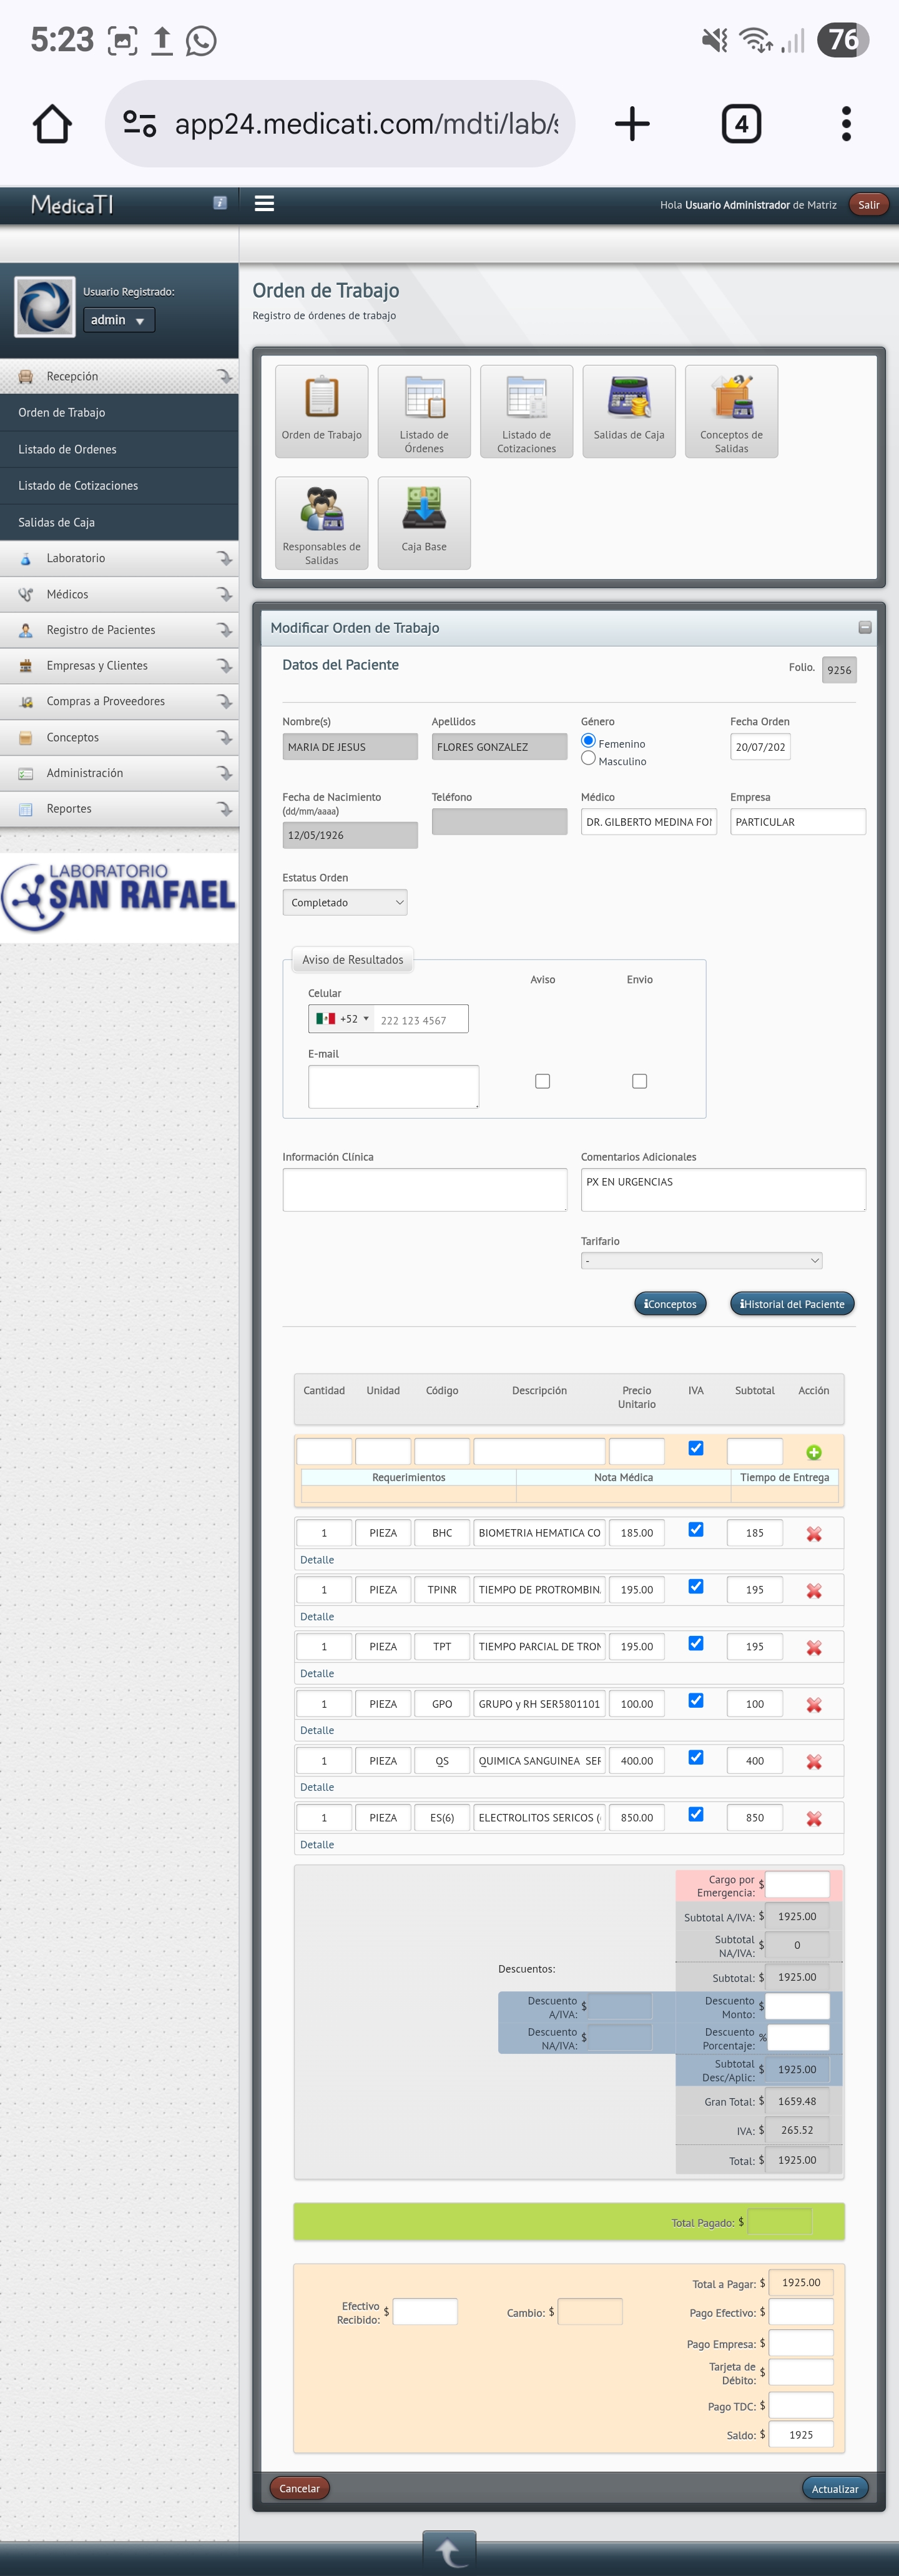 5:23
76
app24.medicati.com/mdti/lab/
4
MédicaTI
Hola Usuario Administrador de Matriz
Salir
Usuario Registrado:
admin
Recepción
Orden de Trabajo
Listado de Ordenes
Listado de Cotizaciones
Salidas de Caja
Laboratorio
Médicos
Registro de Pacientes
Empresas y Clientes
Compras a Proveedores
Conceptos
Administración
Reportes
LABORATORIO
SAN RAFAEL
Orden de Trabajo
Registro de órdenes de trabajo
Orden de Trabajo
Listado de Órdenes
Listado de Cotizaciones
Salidas de Caja
Conceptos de Salidas
Responsables de Salidas
Caja Base
Modificar Orden de Trabajo
Datos del Paciente
Folio. 9256
Nombre(s) Apellidos Género Fecha Orden
MARIA DE JESUS FLORES GONZALEZ Femenino 20/07/202
Masculino
Fecha de Nacimiento (dd/mm/aaaa) Teléfono Médico Empresa
12/05/1926 DR. GILBERTO MEDINA PARTICULAR
Estatus Orden
Completado
Aviso de Resultados
Aviso Envio
Celular
+52 222 123 4567
E-mail
Información Clínica Comentarios Adicionales
PX EN URGENCIAS
Tarifario
-
Conceptos Historial del Paciente
Cantidad Unidad Código Descripción Precio Unitario IVA Subtotal Acción
Requerimientos Nota Médica Tiempo de Entrega
1 PIEZA BHC BIOMETRIA HEMATICA CO 185.00 185
Detalle
1 PIEZA TPINR TIEMPO DE PROTROMBIN 195.00 195
Detalle
1 PIEZA TPT TIEMPO PARCIAL DE TRO 195.00 195
Detalle
1 PIEZA GPO GRUPO y RH SER5801101 100.00 100
Detalle
1 PIEZA QS QUIMICA SANGUINEA SE 400.00 400
Detalle
1 PIEZA ES(6) ELECTROLITOS SERICOS ( 850.00 850
Detalle
Cargo por Emergencia: $
Subtotal A/IVA: $ 1925.00
Subtotal NA/IVA: $ 0
Descuentos:
Subtotal: $ 1925.00
Descuento A/IVA: $ Descuento Monto: $
Descuento NA/IVA: $ Descuento Porcentaje: %
Subtotal Desc/Aplic: $ 1925.00
Gran Total: $ 1659.48
IVA: $ 265.52
Total: $ 1925.00
Total Pagado: $
Total a Pagar: $ 1925.00
Efectivo Recibido: $ Cambio: $ Pago Efectivo: $
Pago Empresa: $
Tarjeta de Débito: $
Pago TDC: $
Saldo: $ 1925
Cancelar Actualizar